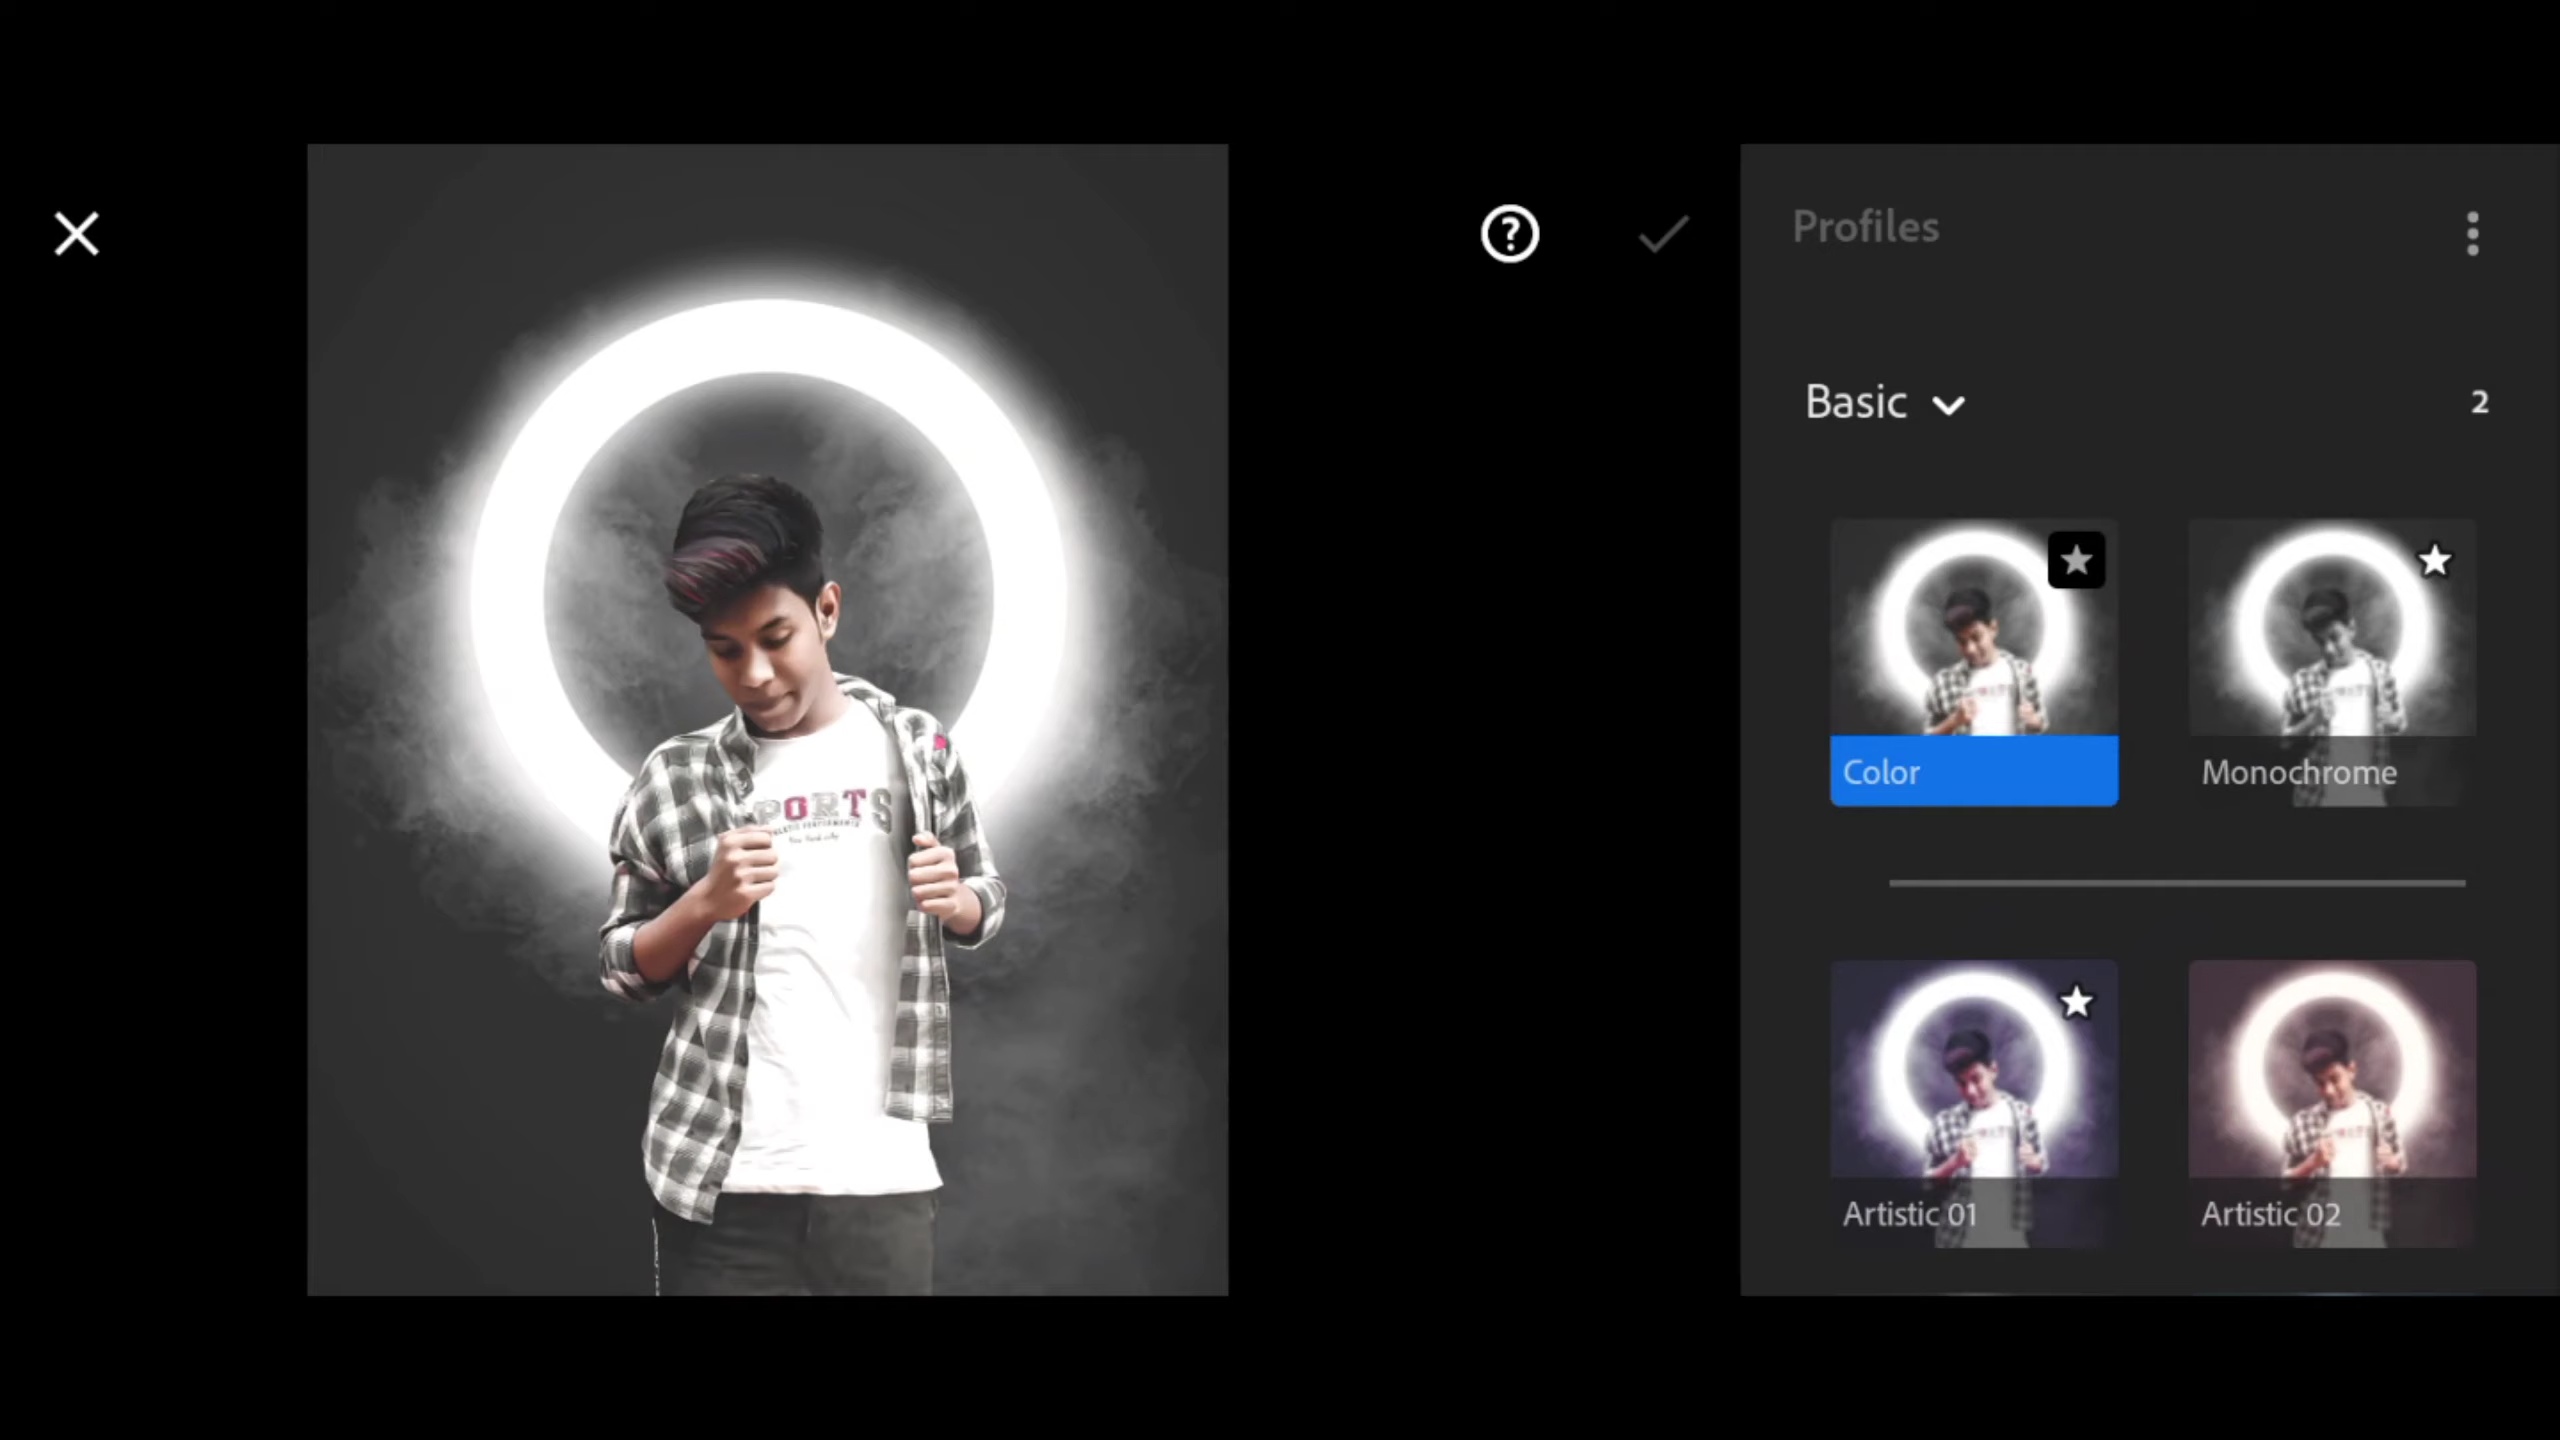 Profiles
Basic
2
Color
Monochrome
PORTS
Artistic 01
Artistic 02